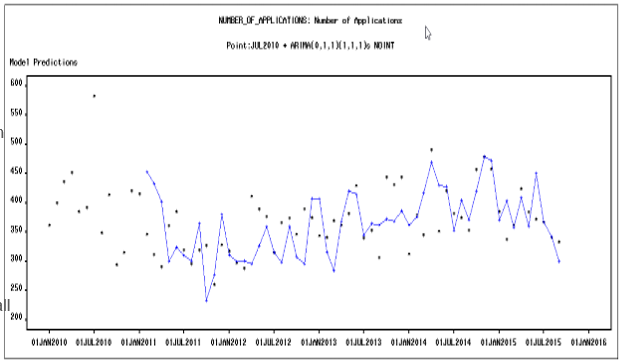 NUMBER_OF_APPLICATIONS: Number of Applications
Point:JUL2010 + ARIMA(0,1,1)(1,1,1)s NOINT
Model Predictions
600
550
n
500
450
400
350
300
all
250
200
01JAN2010 01JUL2010 01JAN2011 01JUL2011 01JAN2012 01JUL2012 01JAN2013 01JUL2013 01JAN2014 01JUL2014 01JAN2015 01JUL2015 01JAN2016